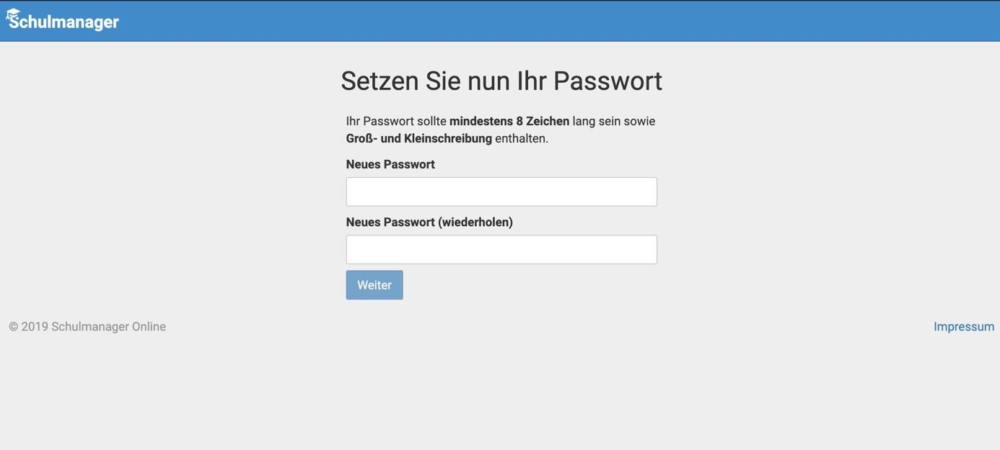 Schulmanager
Setzen Sie nun Ihr Passwort
Ihr Passwort sollte mindestens 8 Zeichen lang sein sowie
Groß- und Kleinschreibung enthalten.
Neues Passwort
Neues Passwort (wiederholen)
Weiter
© 2019 Schulmanager Online
Impressum